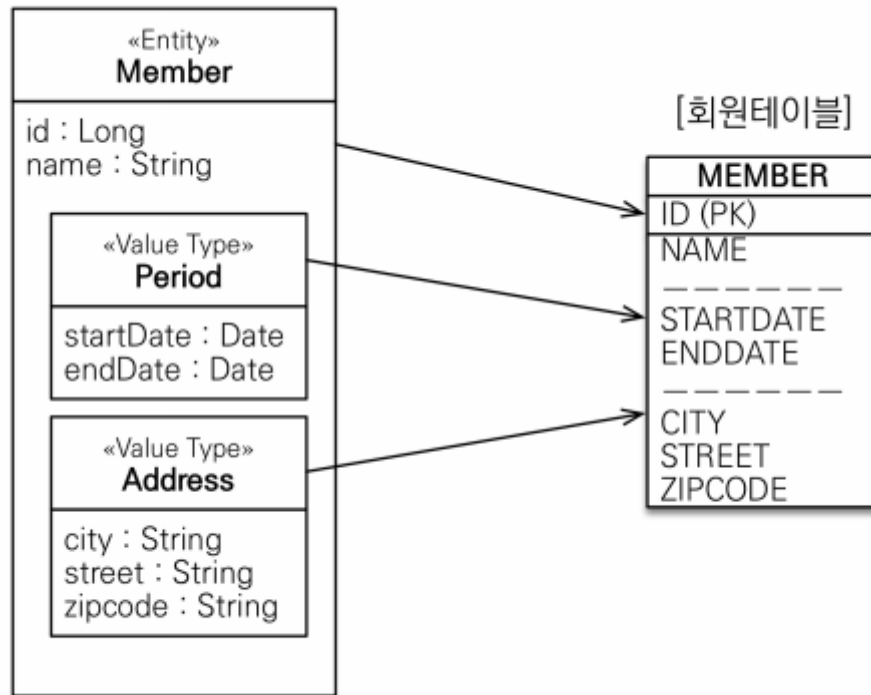 «Entity»
Member
id : Long
name : String
«Value Type»
Period
startDate : Date
endDate : Date
«Value Type»
Address
city : String
street : String
zipcode : String
[회원테이블]
MEMBER
ID (PK)
NAME
STARTDATE
ENDDATE
CITY
STREET
ZIPCODE